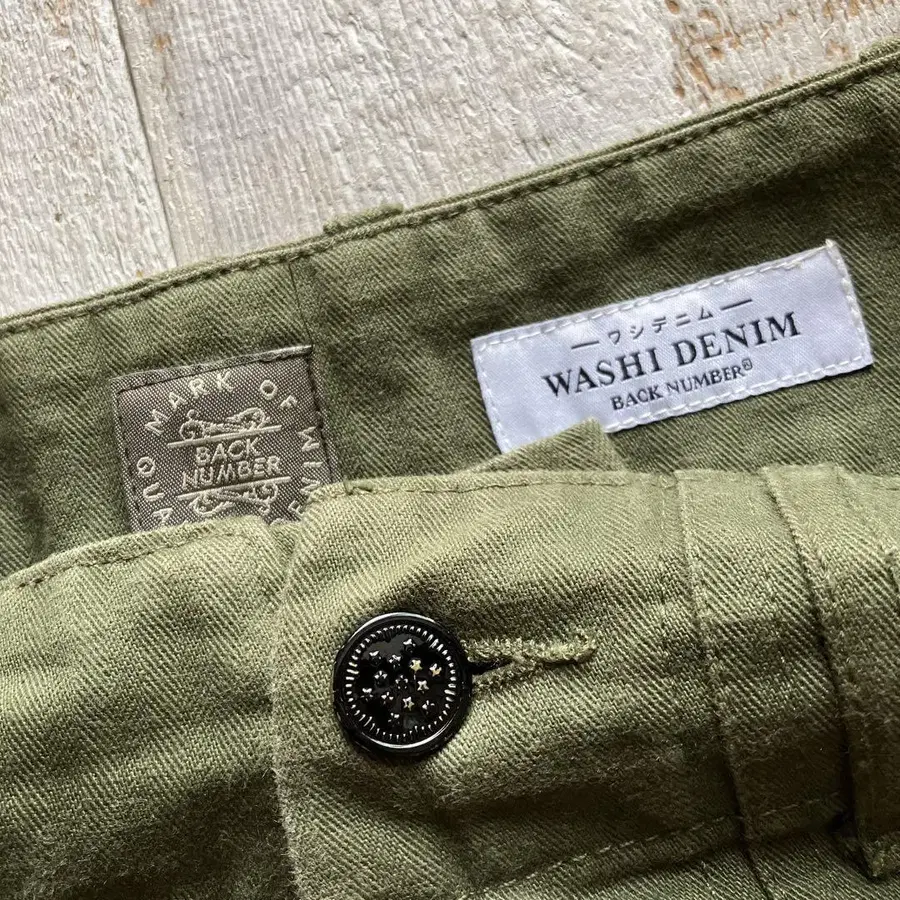 MARK OF
BACK
NUMBER
— ワシデニム —
WASHI DENIM
BACK NUMBER®